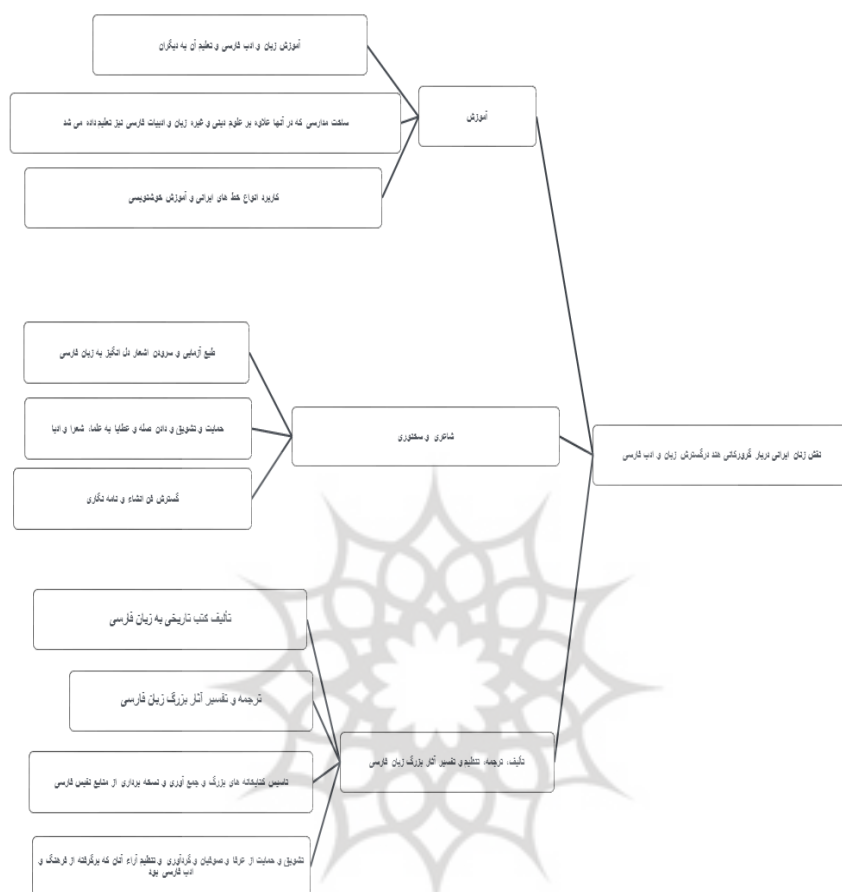 نقش زنان ایرانی دربار گورکانی هند درگسترش زبان و ادب فارسی
آموزش
آموزش زبان و ادب فارسی و تعلیم آن به دیگران
ساخت مدارسی که در آنها علاوه بر علوم دینی و غیره زبان و ادبیات فارسی نیز تعلیم داده می شد
کاربرد انواع خط های ایرانی و آموزش خوشنویسی
شاعری و سخنوری
طبع آزمایی و سرودن اشعار دل انگیز به زبان فارسی
حمایت و تشویق و دادن صله و عطایا به علما، شعرا و ادبا
گسترش فن انشاء و نامه نگاری
تألیف، ترجمه، تنظیم و تفسیر آثار بزرگ زبان فارسی
تألیف کتب تاریخی به زبان فارسی
ترجمه و تفسیر آثار بزرگ زبان فارسی
تاسیس کتابخانه های بزرگ و جمع آوری و نسخه برداری از منابع نفیس فارسی
تشویق و حمایت از عرفا و صوفیان و گردآوری و تنظیم آراء آنان که برگرفته از فرهنگ و
ادب فارسی بود